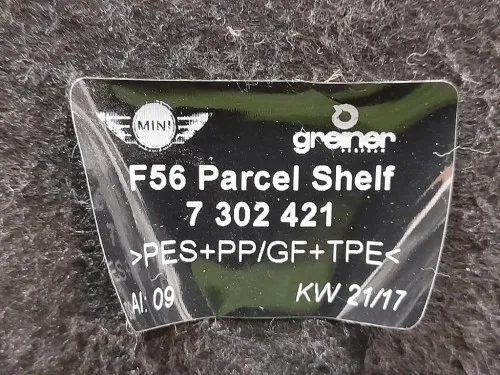 MINI
greiner
F56 Parcel Shelf
7 302 421
>PES+PP/GF+TPE<
AI: 09
KW 21/17